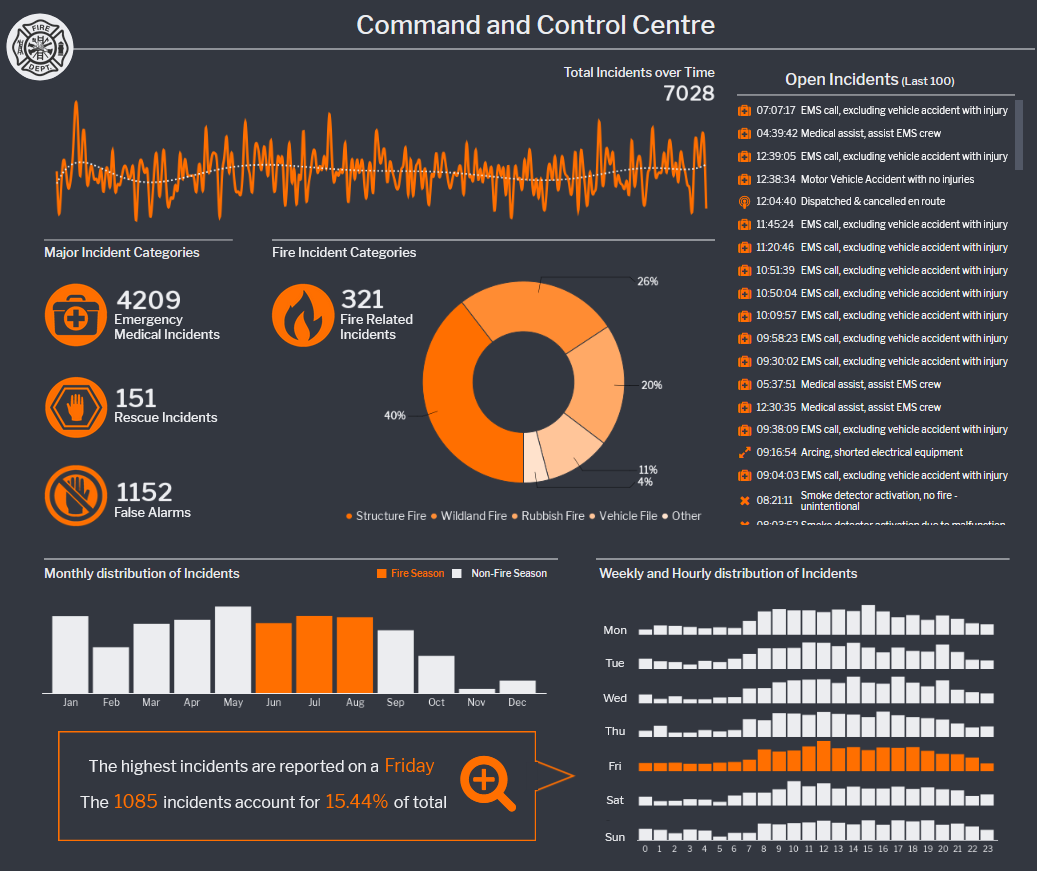 FIRE
DEPT.
Command and Control Centre
Total Incidents over Time
7028
Major Incident Categories
4209
Emergency
Medical Incidents
151
Rescue Incidents
1152
False Alarms
Fire Incident Categories
321
Fire Related
Incidents
26%
20%
40%
11%
4%
Structure Fire Wildland Fire Rubbish Fire Vehicle File Other
Open Incidents (Last 100)
07:07:17 EMS call, excluding vehicle accident with injury
04:39:42 Medical assist, assist EMS crew
12:39:05 EMS call, excluding vehicle accident with injury
12:38:34 Motor Vehicle Accident with no injuries
12:04:40 Dispatched & cancelled en route
11:45:24 EMS call, excluding vehicle accident with injury
11:20:46 EMS call, excluding vehicle accident with injury
10:51:39 EMS call, excluding vehicle accident with injury
10:50:04 EMS call, excluding vehicle accident with injury
10:09:57 EMS call, excluding vehicle accident with injury
09:58:23 EMS call, excluding vehicle accident with injury
09:30:02 EMS call, excluding vehicle accident with injury
05:37:51 Medical assist, assist EMS crew
12:30:35 Medical assist, assist EMS crew
09:38:09 EMS call, excluding vehicle accident with injury
09:16:54 Arcing, shorted electrical equipment
09:04:03 EMS call, excluding vehicle accident with injury
08:21:11 Smoke detector activation, no fire -
unintentional
08:03:52 Smoke detector activation due to malfunction
Monthly distribution of Incidents
Fire Season Non-Fire Season
Jan Feb Mar Apr May Jun Jul Aug Sep Oct Nov Dec
The highest incidents are reported on a Friday
The 1085 incidents account for 15.44% of total
Weekly and Hourly distribution of Incidents
Mon
Tue
Wed
Thu
Fri
Sat
Sun
0 1 2 3 4 5 6 7 8 9 10 11 12 13 14 15 16 17 18 19 20 21 22 23